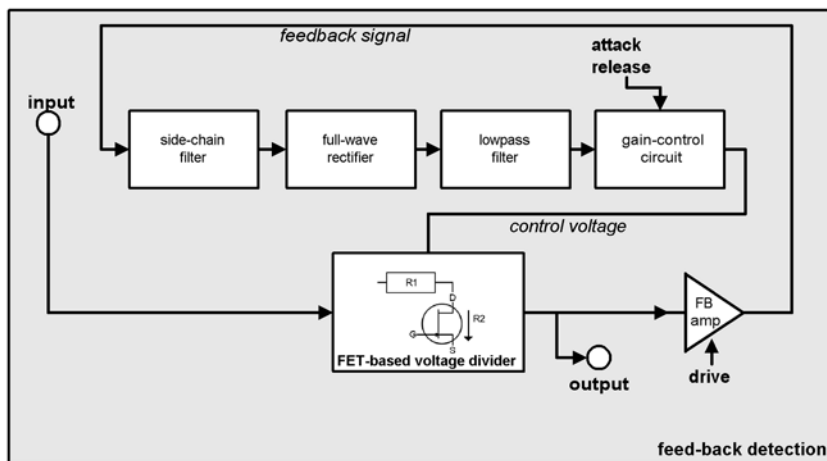 feedback signal
attack
release
input
side-chain
filter
full-wave
rectifier
lowpass
filter
gain-control
circuit
control voltage
R1
D
G
R2
S
FET-based voltage divider
FB
amp
output
drive
feed-back detection